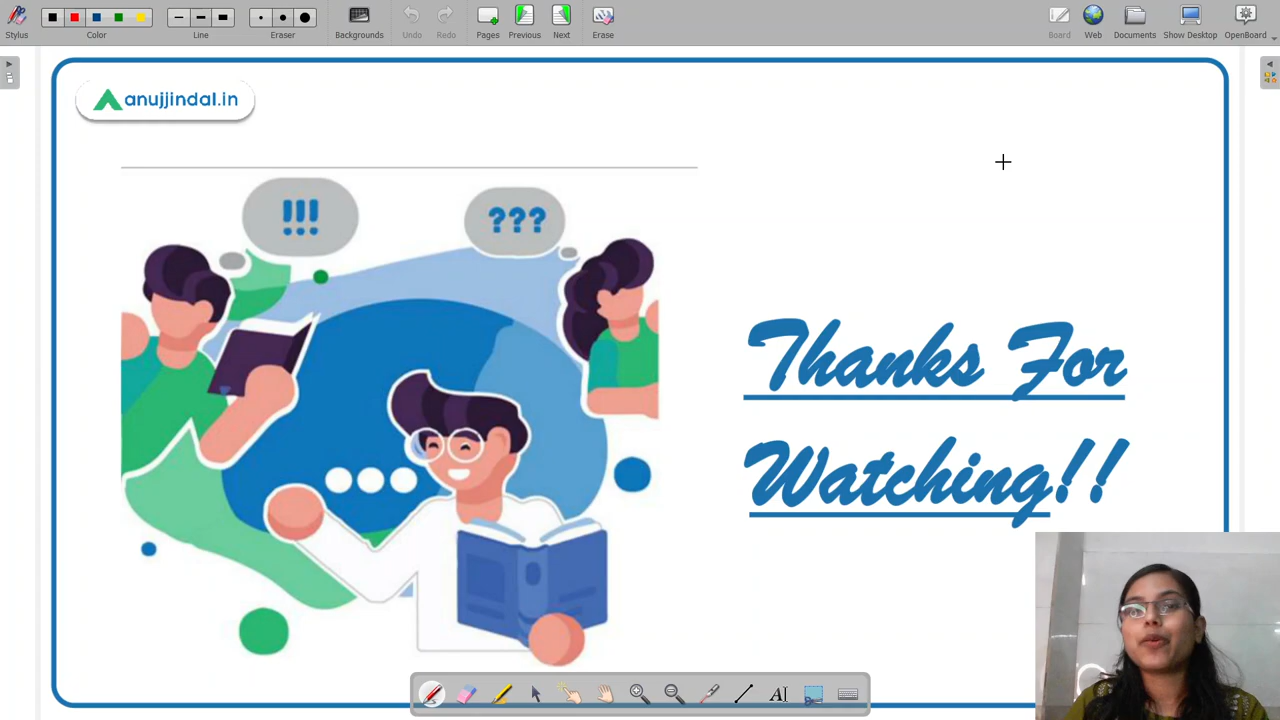 Stylus Color Line Eraser Backgrounds Undo Redo Pages Previous Next Erase Board Web Documents Show Desktop OpenBoard
anujjindal.in
!!! ???
Thanks For
Watching!!
AI